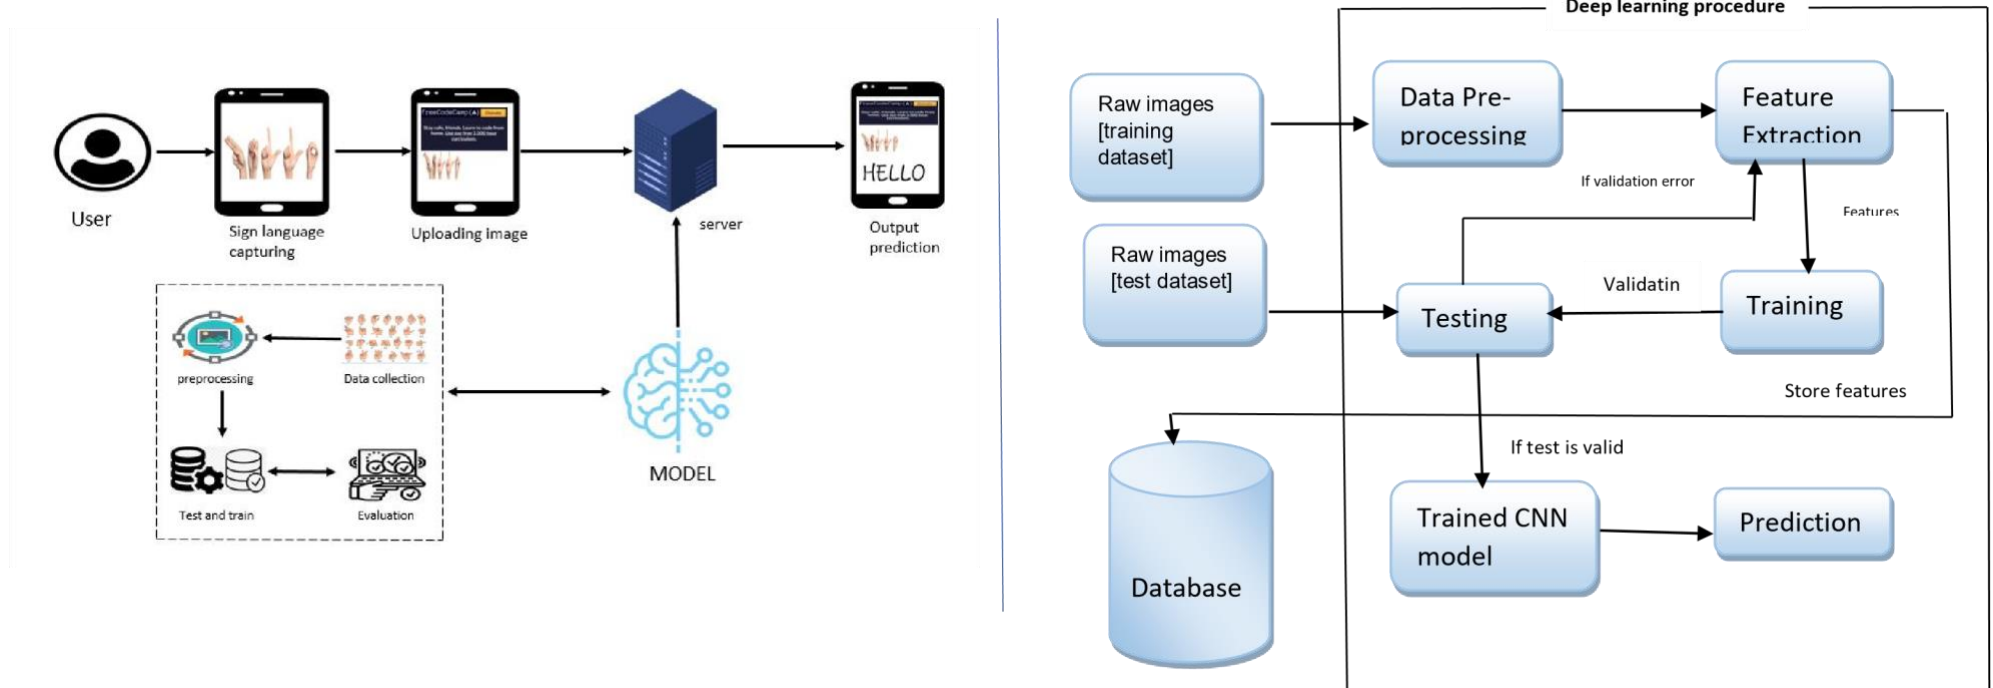 User
Sign language
capturing
Uploading image
server
HELLO
Output
prediction
preprocessing
Data collection
Test and train
Evaluation
MODEL
Deep learning procedure
Raw images
[training
dataset]
Data Pre-
processing
Feature
Extraction
If validation error
Features
Raw images
[test dataset]
Testing
Validatin
Training
Store features
If test is valid
Database
Trained CNN
model
Prediction